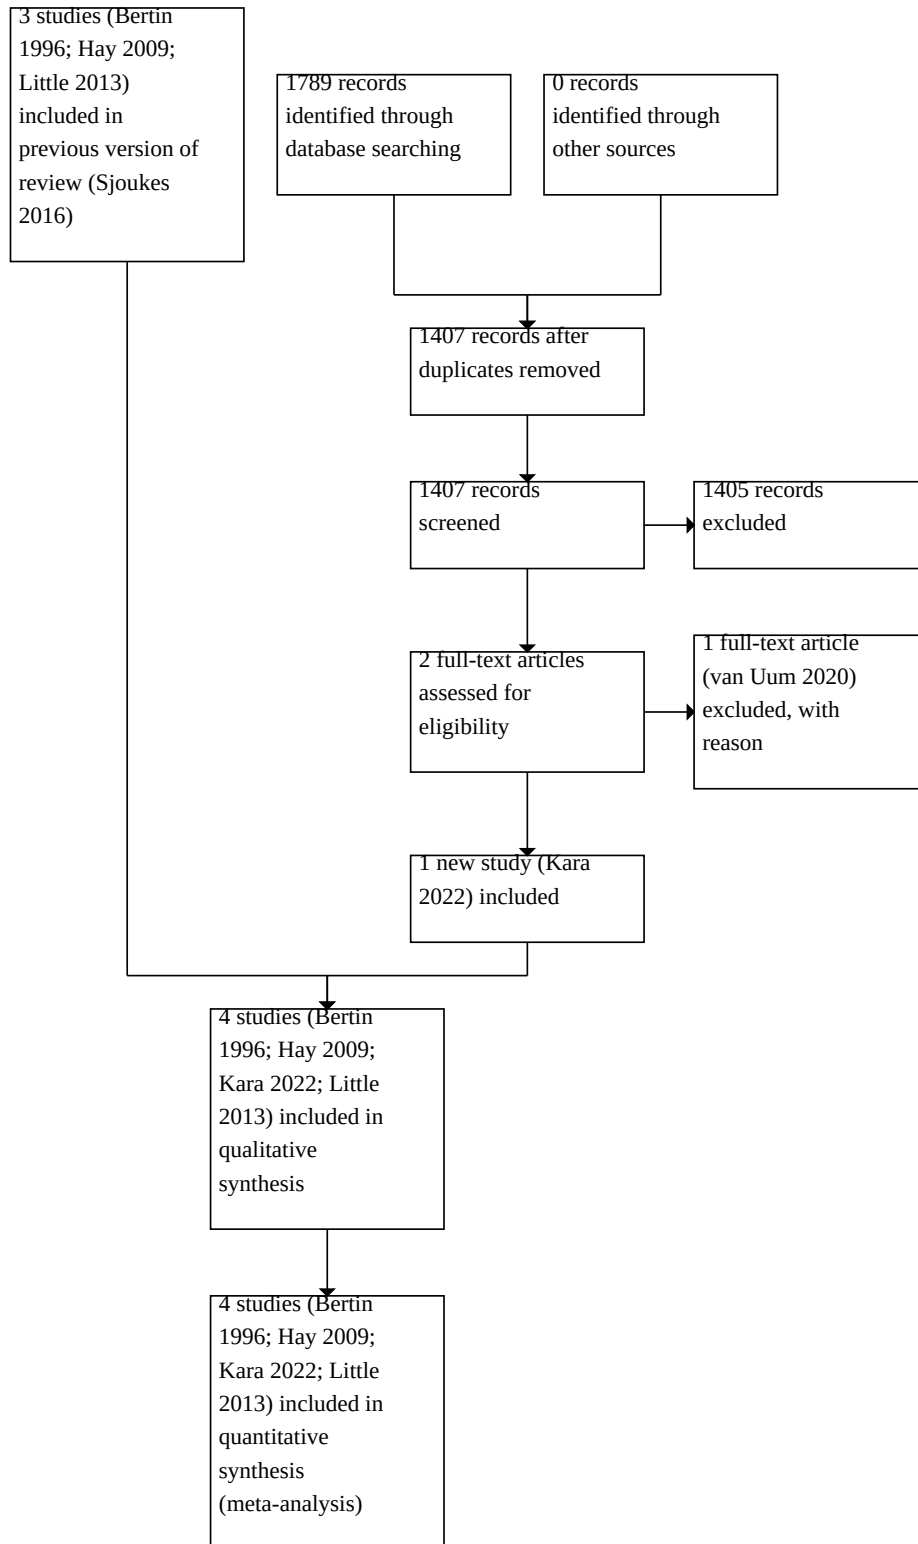 3 studies (Bertin
1996; Hay 2009;
Little 2013)
included in
previous version of
review (Sjoukes
2016)
1789 records
identified through
database searching
0 records
identified through
other sources
1407 records after
duplicates removed
1407 records
screened
1405 records
excluded
2 full-text articles
assessed for
eligibility
1 full-text article
(van Uum 2020)
excluded, with
reason
1 new study (Kara
2022) included
4 studies (Bertin
1996; Hay 2009;
Kara 2022; Little
2013) included in
qualitative
synthesis
4 studies (Bertin
1996; Hay 2009;
Kara 2022; Little
2013) included in
quantitative
synthesis
(meta-analysis)